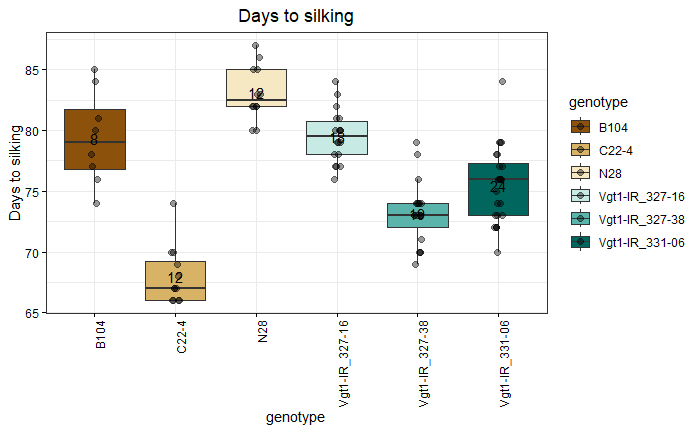 Days to silking
Days to silking
85
80
75
70
65
8
12
12
18
24
B104
C22-4
N28
Vgt1-IR_327-16
Vgt1-IR_327-38
Vgt1-IR_331-06
genotype
genotype
B104
C22-4
N28
Vgt1-IR_327-16
Vgt1-IR_327-38
Vgt1-IR_331-06